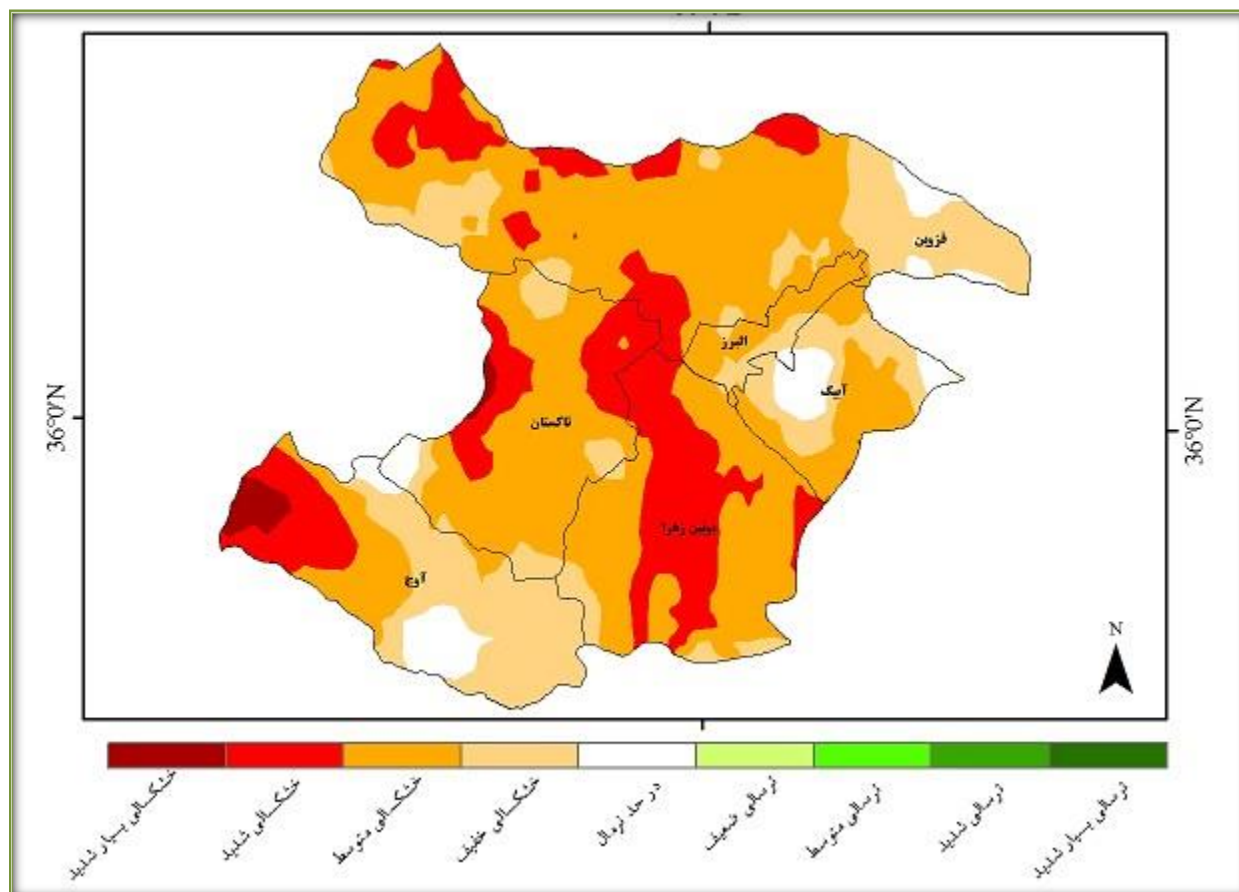 قزوین
البرز
آبیک
تاکستان
بویین زهرا
آوج
36°0'N
36°0'N
N
خشکسالی بسیار شدید
خشکسالی شدید
خشکسالی متوسط
خشکسالی خفیف
در حد نرمال
ترسالی ضعیف
ترسالی متوسط
ترسالی شدید
ترسالی بسیار شدید